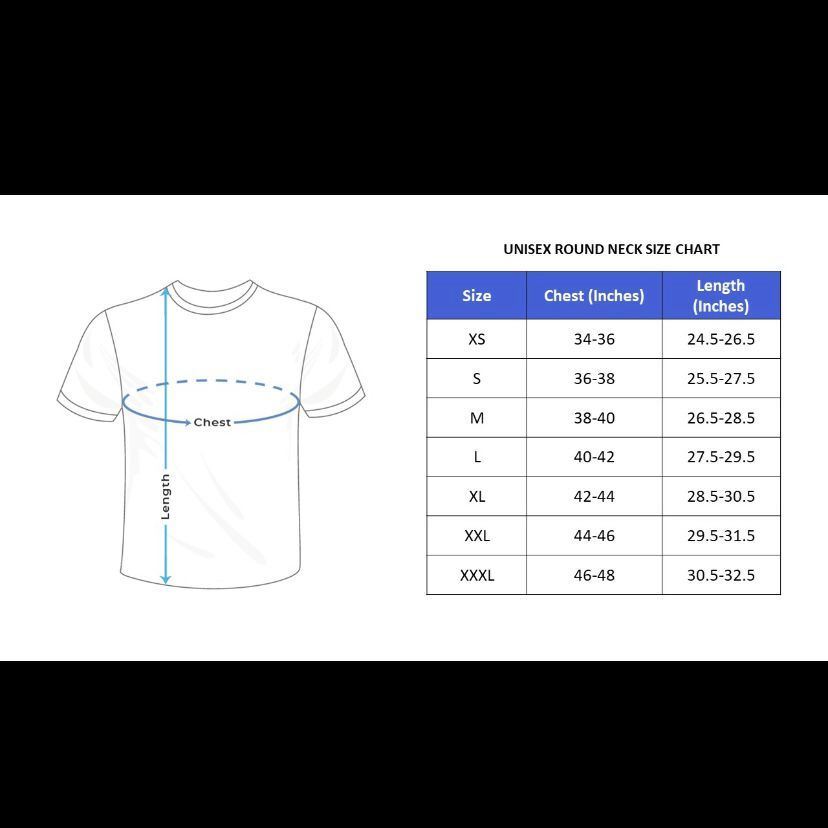 UNISEX ROUND NECK SIZE CHART
Size Chest (Inches) Length (Inches)
XS 34-36 24.5-26.5
S 36-38 25.5-27.5
M 38-40 26.5-28.5
L 40-42 27.5-29.5
XL 42-44 28.5-30.5
XXL 44-46 29.5-31.5
XXXL 46-48 30.5-32.5
Chest
Length